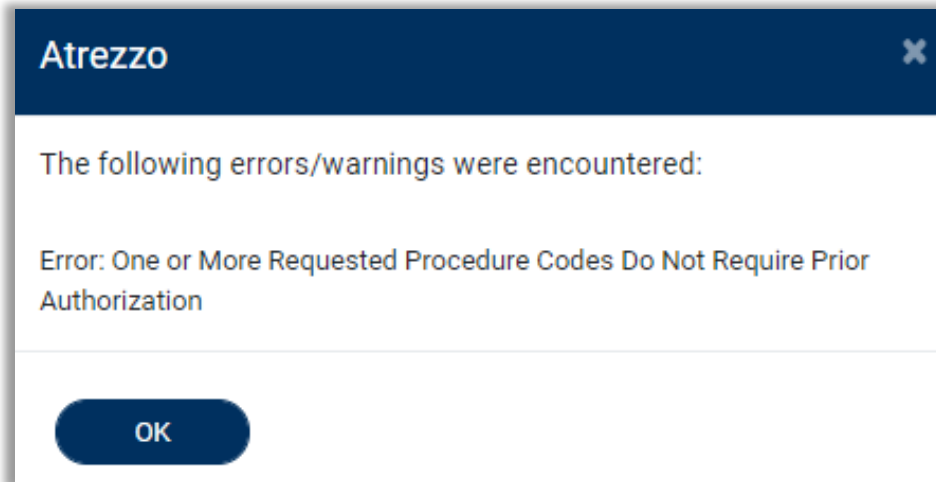 Atrezzo
The following errors/warnings were encountered:
Error: One or More Requested Procedure Codes Do Not Require Prior
Authorization
OK